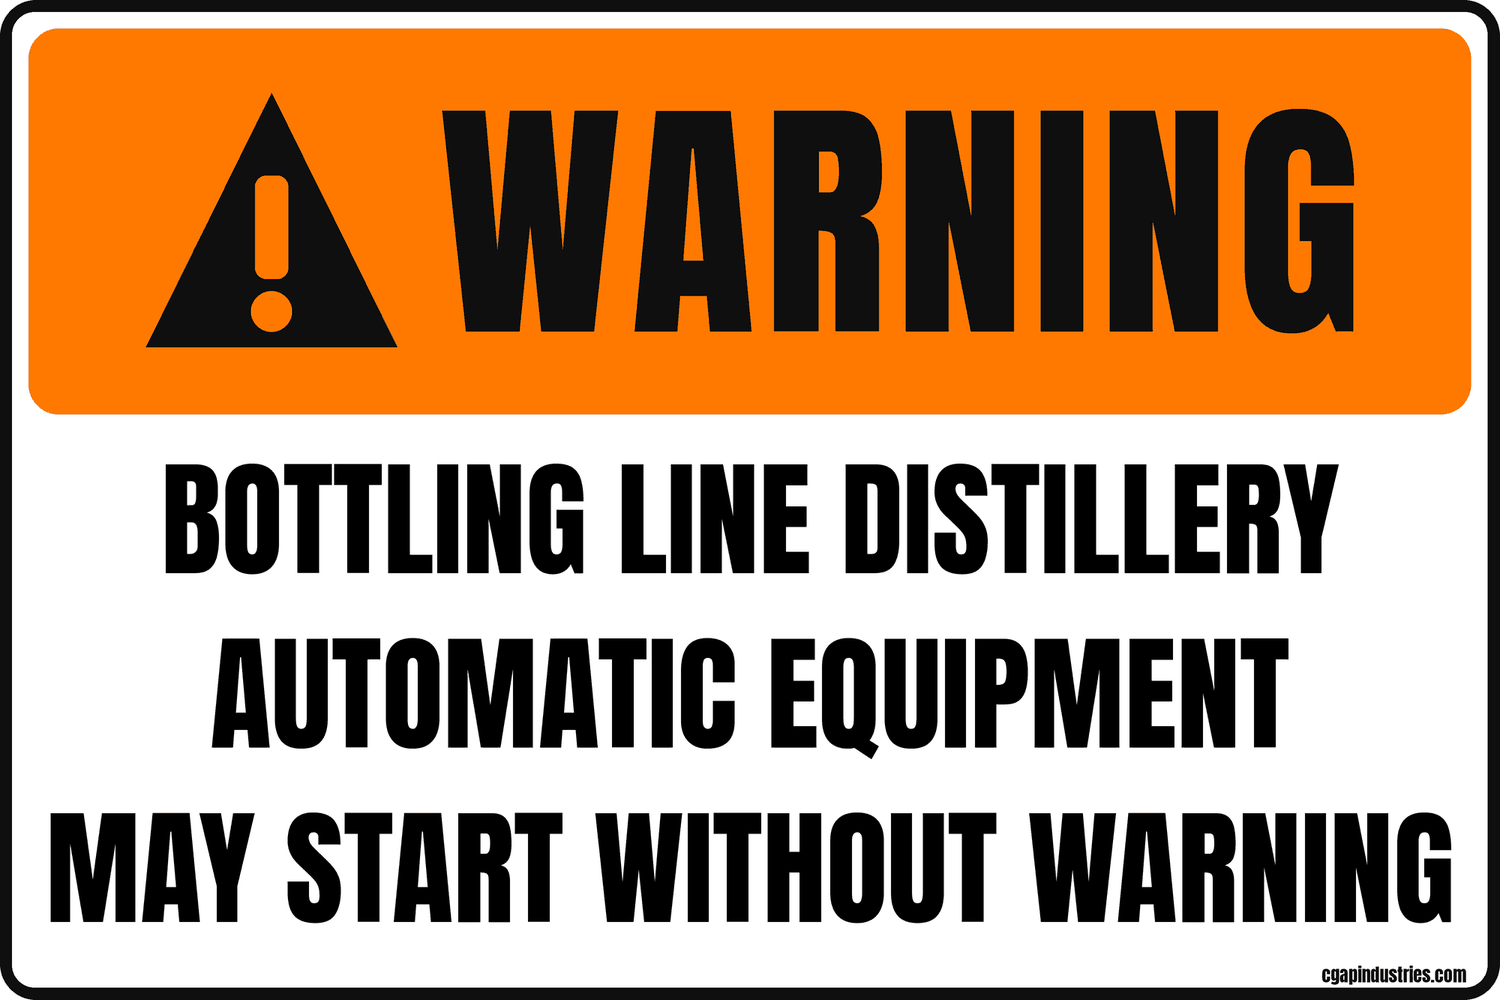 WARNING
BOTTLING LINE DISTILLERY
AUTOMATIC EQUIPMENT
MAY START WITHOUT WARNING
cgapindustries.com